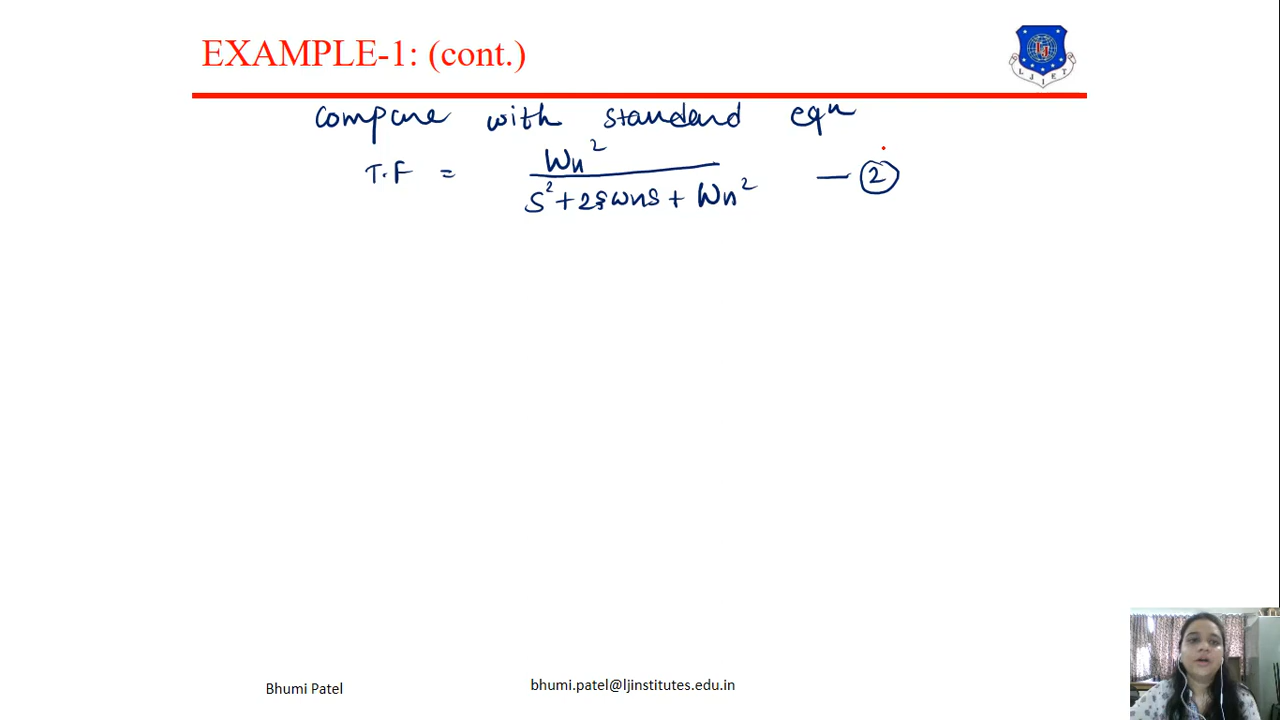 EXAMPLE-1: (cont.)
LJIET
compare with standard eqn
T.F = Wn² / S² + 2ξWnS + Wn² — ②
Bhumi Patel
bhumi.patel@ljinstitutes.edu.in